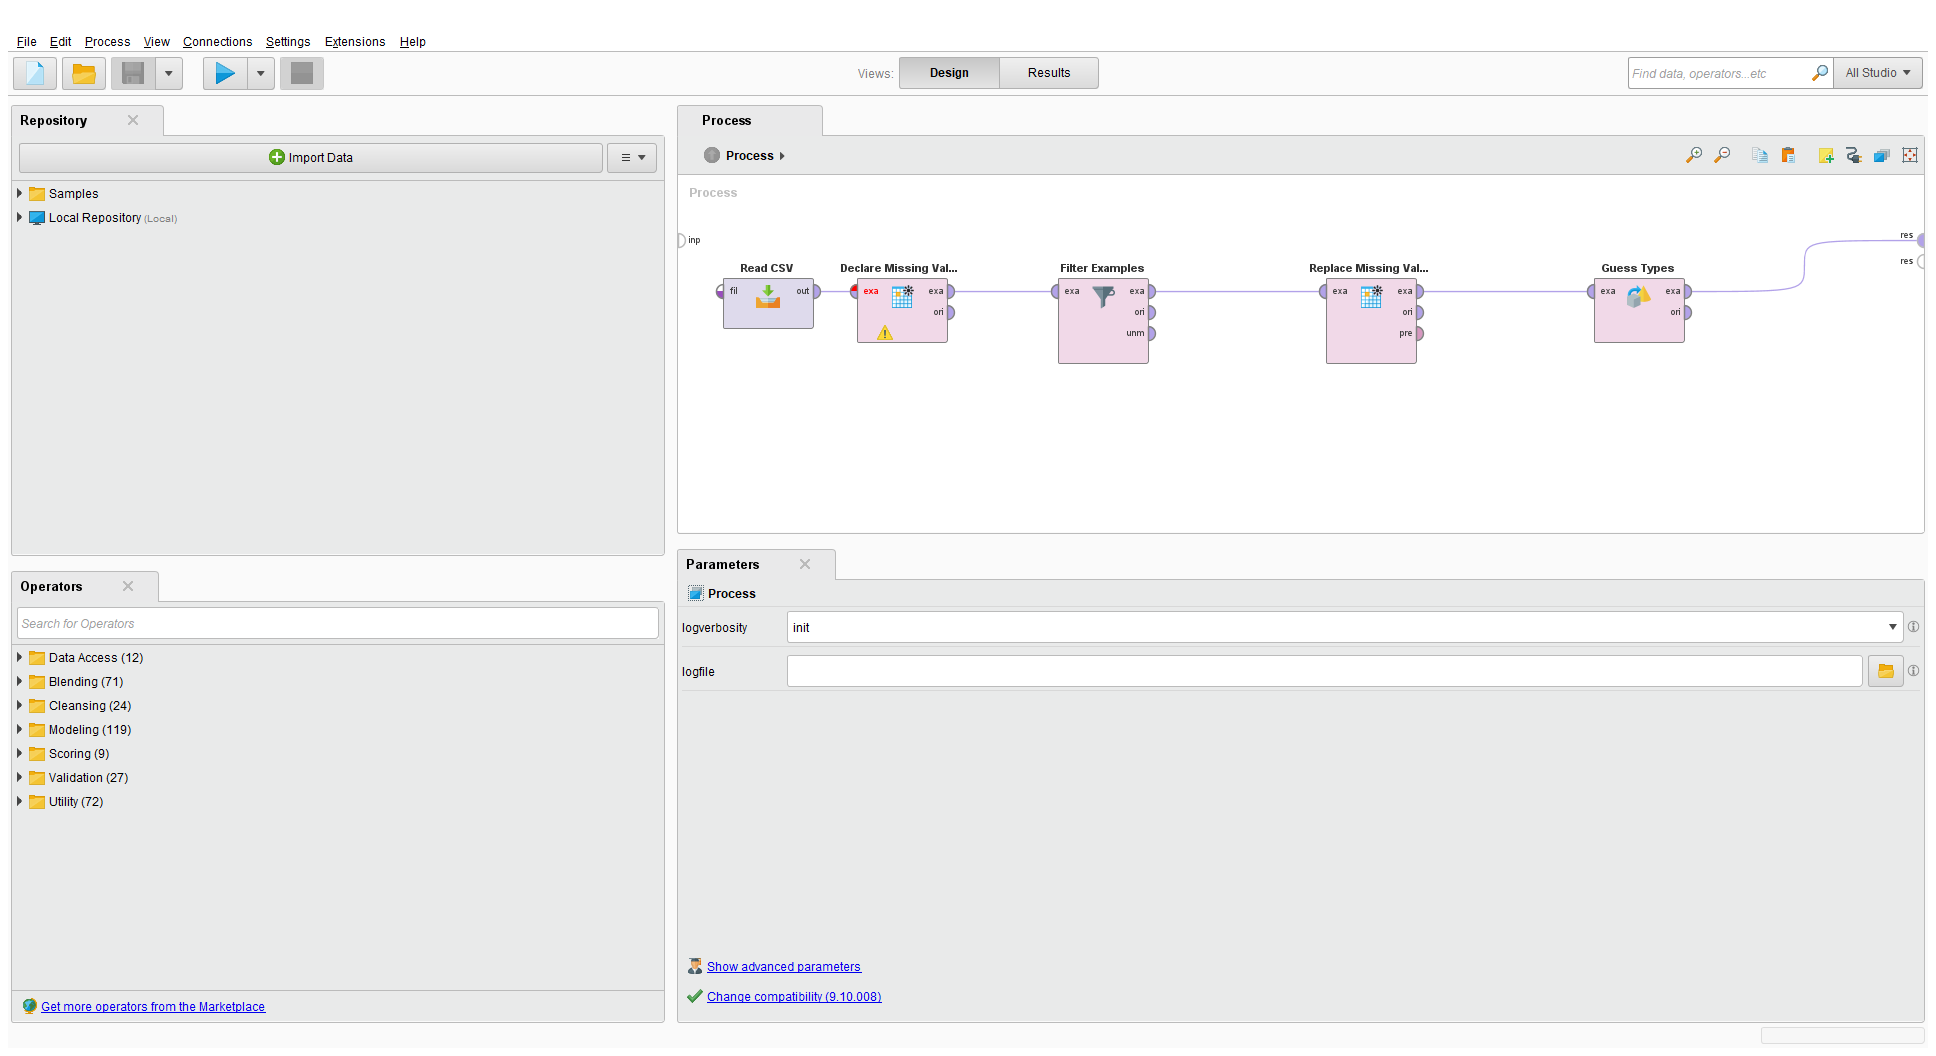 File Edit Process View Connections Settings Extensions Help
Views: Design Results
Find data, operators...etc
All Studio
Repository
Import Data
Samples
Local Repository (Local)
Process
Process
Process
inp
res
res
Read CSV
fil out
Declare Missing Val...
exa exa
ori
Filter Examples
exa exa
ori
unm
Replace Missing Val...
exa exa
ori
pre
Guess Types
exa exa
ori
Operators
Search for Operators
Data Access (12)
Blending (71)
Cleansing (24)
Modeling (119)
Scoring (9)
Validation (27)
Utility (72)
Get more operators from the Marketplace
Parameters
Process
logverbosity init
logfile
Show advanced parameters
Change compatibility (9.10.008)